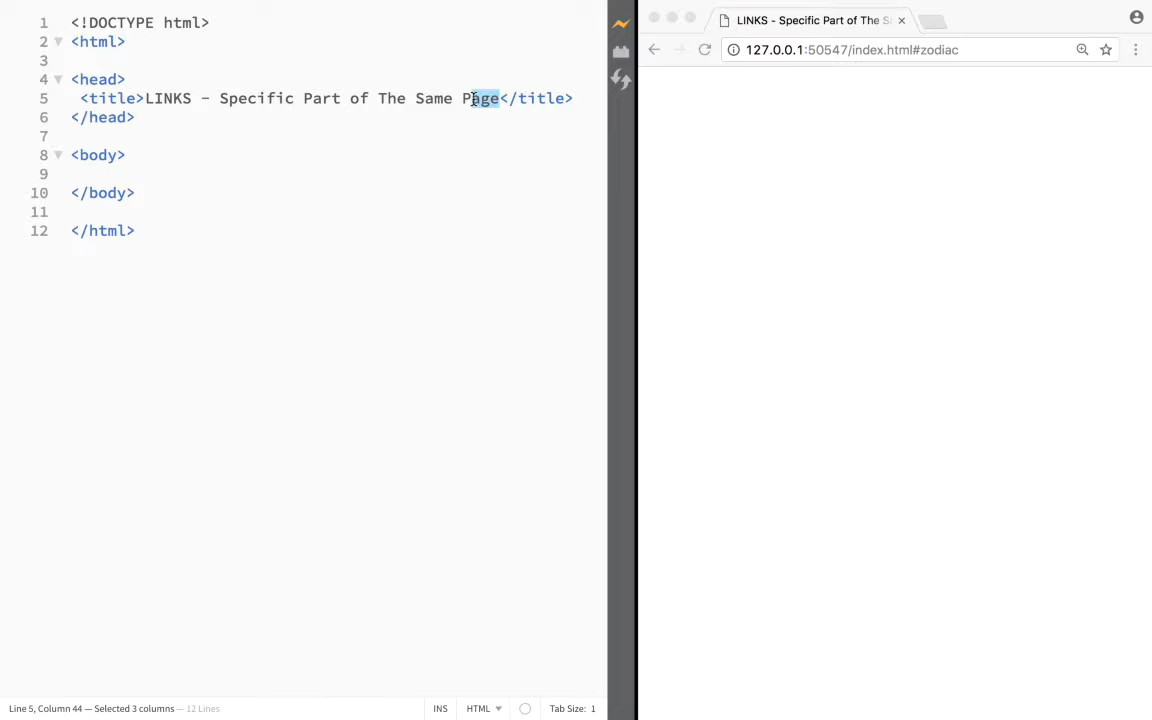 1 <!DOCTYPE html>
2 <html>
3
4 <head>
5 <title>LINKS - Specific Part of The Same Page</title>
6 </head>
7
8 <body>
9
10 </body>
11
12 </html>
Line 5, Column 44 — Selected 3 columns — 12 Lines
INS
HTML
Tab Size: 1
LINKS - Specific Part of The S
127.0.0.1:50547/index.html#zodiac